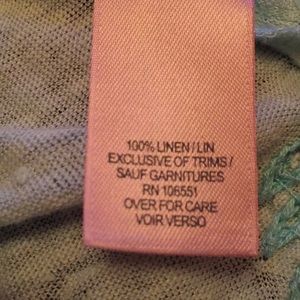 100% LINEN / LIN
EXCLUSIVE OF TRIMS /
SAUF GARNITURES
RN 106551
OVER FOR CARE
VOIR VERSO